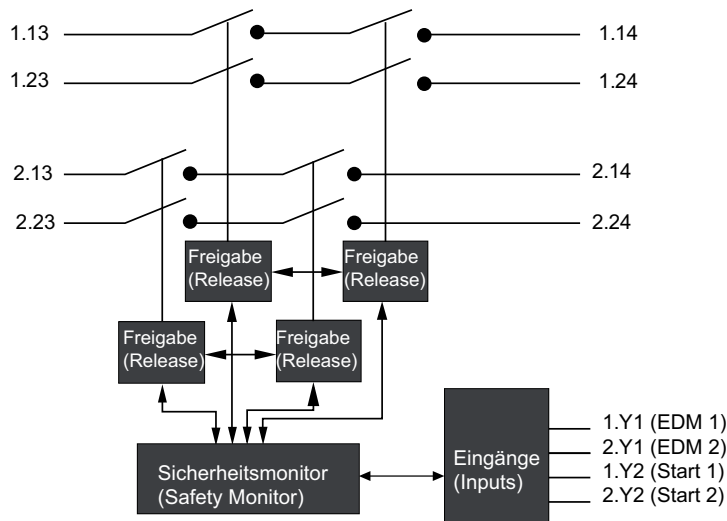 1.13
1.14
1.23
1.24
2.13
2.14
2.23
2.24
Freigabe
(Release)
Freigabe
(Release)
Freigabe
(Release)
Freigabe
(Release)
Sicherheitsmonitor
(Safety Monitor)
Eingänge
(Inputs)
1.Y1 (EDM 1)
2.Y1 (EDM 2)
1.Y2 (Start 1)
2.Y2 (Start 2)